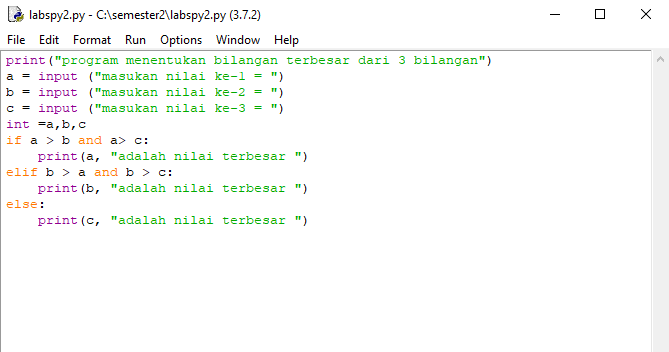 labspy2.py - C:\semester2\labspy2.py (3.7.2)
File Edit Format Run Options Window Help
print("program menentukan bilangan terbesar dari 3 bilangan")
a = input ("masukan nilai ke-1 = ")
b = input ("masukan nilai ke-2 = ")
c = input ("masukan nilai ke-3 = ")
int =a,b,c
if a > b and a> c:
    print(a, "adalah nilai terbesar ")
elif b > a and b > c:
    print(b, "adalah nilai terbesar ")
else:
    print(c, "adalah nilai terbesar ")